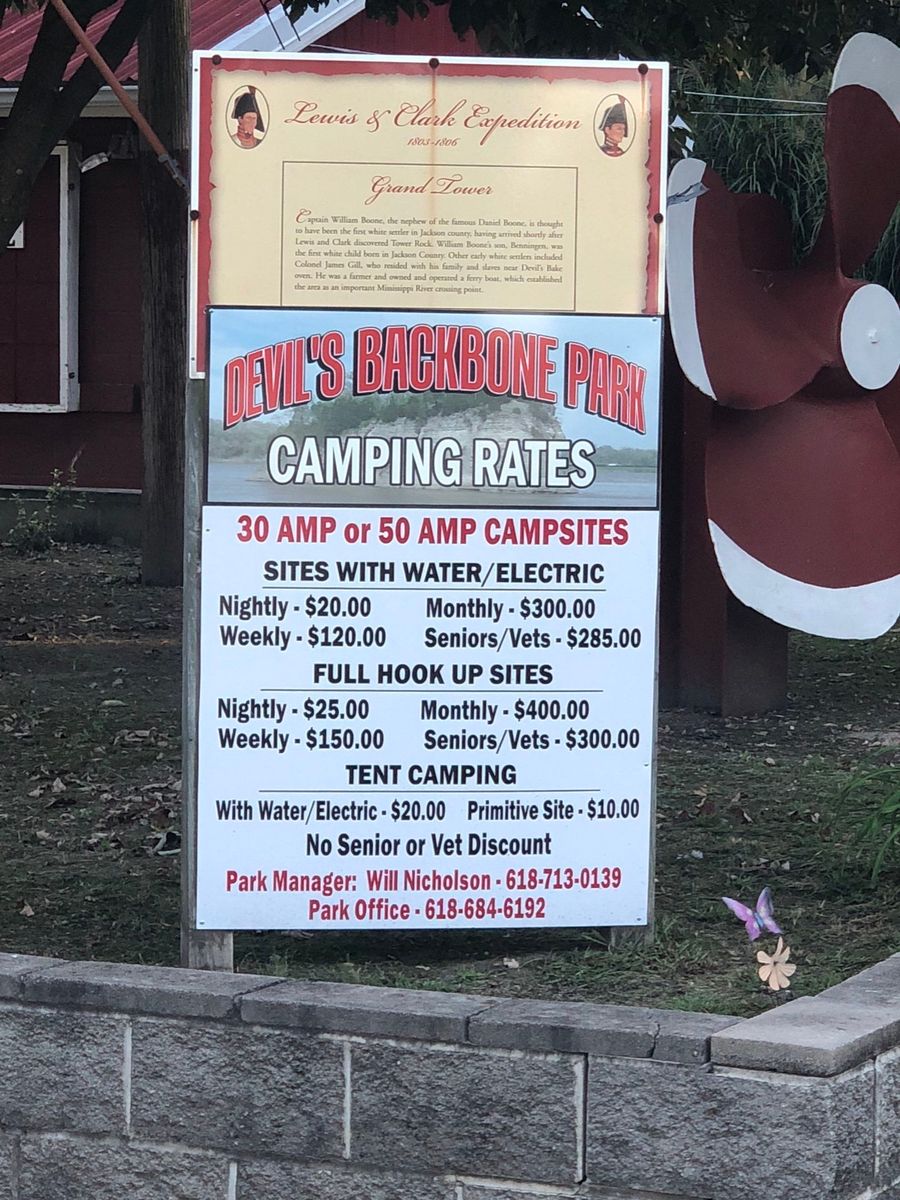 Lewis & Clark Expedition
1803-1806
Grand Tower
Captain William Boone, the nephew of the famous Daniel Boone, is thought
to have been the first white settler in Jackson county, having arrived shortly after
Lewis and Clark discovered Tower Rock. William Boone's son, Benningen, was
the first white child born in Jackson County. Other early white settlers included
Colonel James Gill, who resided with his family and slaves near Devil's Bake
oven. He was a farmer and owned and operated a ferry boat, which established
the area as an important Mississippi River crossing point.
DEVIL'S BACKBONE PARK
CAMPING RATES
30 AMP or 50 AMP CAMPSITES
SITES WITH WATER/ELECTRIC
Nightly - $20.00 Monthly - $300.00
Weekly - $120.00 Seniors/Vets - $285.00
FULL HOOK UP SITES
Nightly - $25.00 Monthly - $400.00
Weekly - $150.00 Seniors/Vets - $300.00
TENT CAMPING
With Water/Electric - $20.00 Primitive Site - $10.00
No Senior or Vet Discount
Park Manager: Will Nicholson - 618-713-0139
Park Office - 618-684-6192